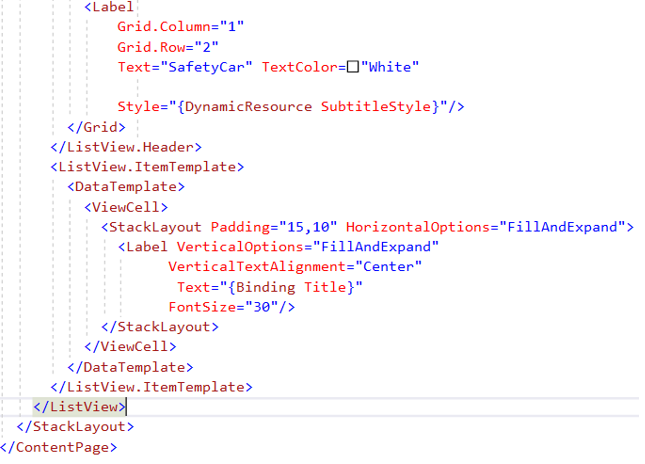 <Label
Grid.Column="1"
Grid.Row="2"
Text="SafetyCar" TextColor="White"
Style="{DynamicResource SubtitleStyle}"/>
</Grid>
</ListView.Header>
<ListView.ItemTemplate>
<DataTemplate>
<ViewCell>
<StackLayout Padding="15,10" HorizontalOptions="FillAndExpand">
<Label VerticalOptions="FillAndExpand"
VerticalTextAlignment="Center"
Text="{Binding Title}"
FontSize="30"/>
</StackLayout>
</ViewCell>
</DataTemplate>
</ListView.ItemTemplate>
</ListView>
</StackLayout>
</ContentPage>